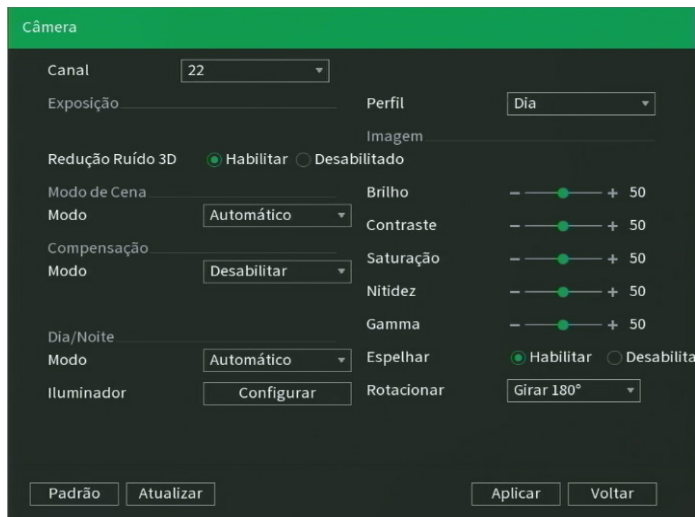 Câmera
Canal 22
Exposição Perfil Dia
Imagem
Redução Ruído 3D Habilitar Desabilitado
Modo de Cena Brilho - + 50
Modo Automático Contraste - + 50
Compensação Saturação - + 50
Modo Desabilitar Nitidez - + 50
Gamma - + 50
Dia/Noite
Modo Automático Espelhar Habilitar Desabilita
Iluminador Configurar Rotacionar Girar 180°
Padrão Atualizar Aplicar Voltar